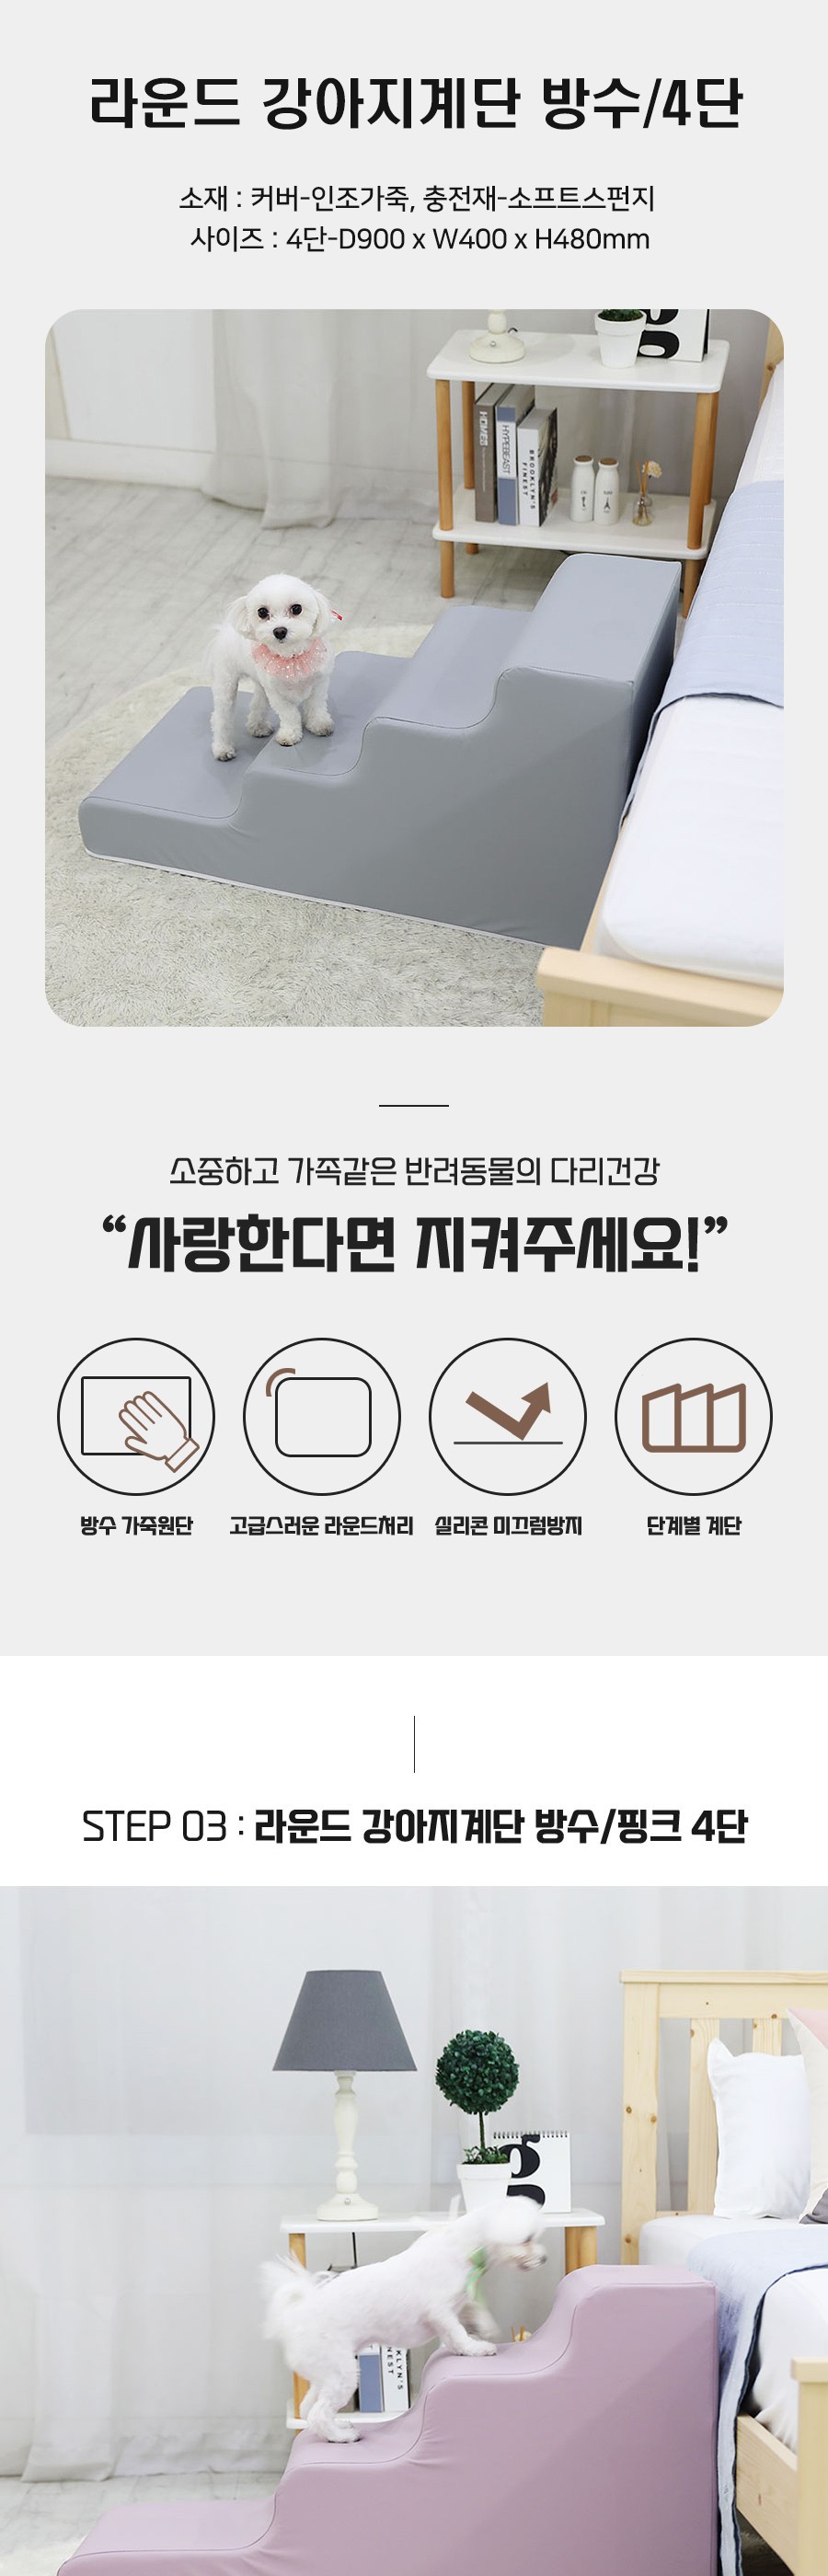 라운드 강아지계단 방수/4단
소재 : 커버-인조가죽, 충전재-소프트스펀지
사이즈 : 4단-D900 x W400 x H480mm
g
HOMES
HYPEBEAST
BROOKLYN'S
FINEST
소중하고 가족같은 반려동물의 다리건강
“사랑한다면 지켜주세요!”
방수 가죽원단
고급스러운 라운드처리
실리콘 미끄럼방지
단계별 계단
STEP 03 : 라운드 강아지계단 방수/핑크 4단
g